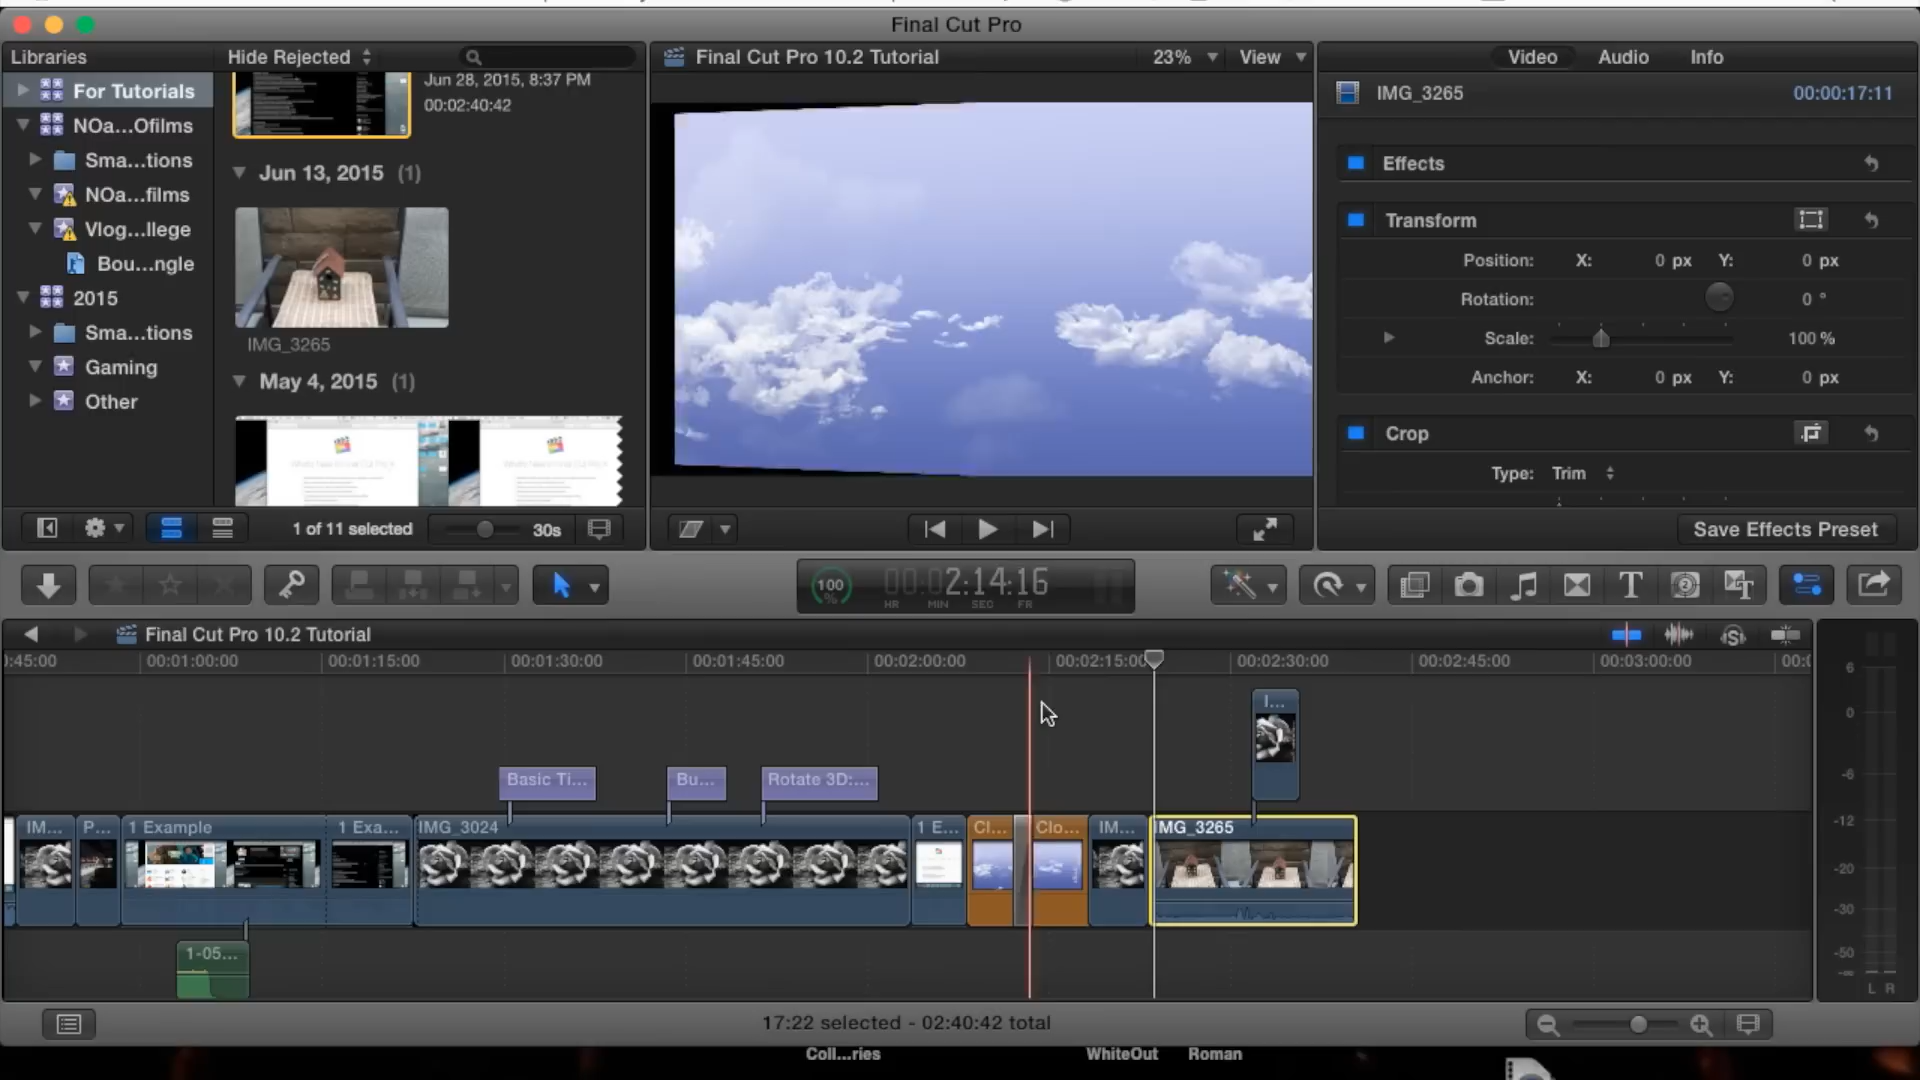 Final Cut Pro
Libraries
Hide Rejected
Final Cut Pro 10.2 Tutorial
23%
View
Video
Audio
Info
For Tutorials
NOa...Ofilms
Sma...tions
NOa...films
Vlog...llege
Bou...ngle
2015
Sma...tions
Gaming
Other
Jun 28, 2015, 8:37 PM
00:02:40:42
Jun 13, 2015 (1)
IMG_3265
May 4, 2015 (1)
IMG_3265
00:00:17:11
Effects
Transform
Position: X: 0 px Y: 0 px
Rotation: 0 °
Scale: 100 %
Anchor: X: 0 px Y: 0 px
Crop
Type: Trim
1 of 11 selected
30s
Save Effects Preset
100 %
00:02:14:16
HR MIN SEC FR
Final Cut Pro 10.2 Tutorial
0:45:00 00:01:00:00 00:01:15:00 00:01:30:00 00:01:45:00 00:02:00:00 00:02:15:00 00:02:30:00 00:02:45:00 00:03:00:00 00:0
I...
Basic Ti...
Bu...
Rotate 3D:...
IM...
P...
1 Example
1 Exa...
IMG_3024
1 E...
Cl...
Clo...
IM...
IMG_3265
1-05...
6
0
-6
-12
-20
-30
-50
-∞
L R
17:22 selected - 02:40:42 total
Coll...ries
WhiteOut
Roman